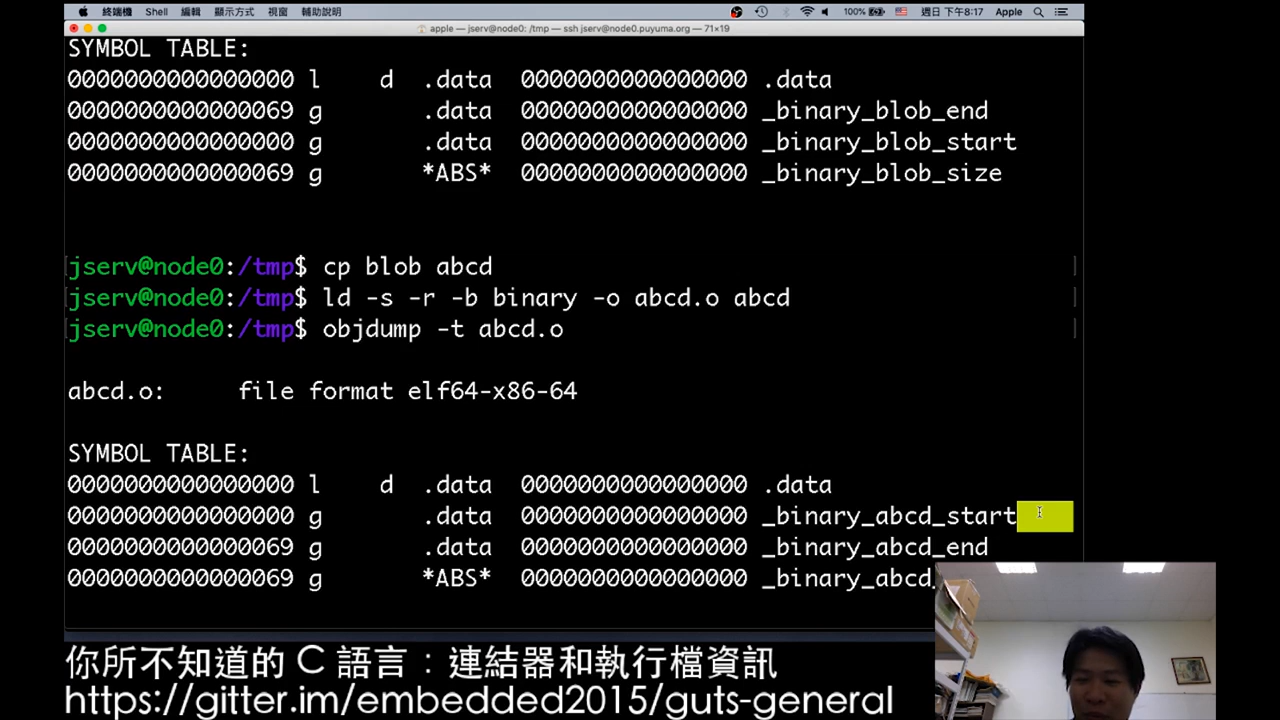 終端機 Shell 編輯 顯示方式 視窗 輔助說明 100% 週日 下午8:17 Apple
apple — jserv@node0: /tmp — ssh jserv@node0.puyuma.org — 71×19
SYMBOL TABLE:
0000000000000000 l    d  .data  0000000000000000 .data
0000000000000069 g       .data  0000000000000000 _binary_blob_end
0000000000000000 g       .data  0000000000000000 _binary_blob_start
0000000000000069 g       *ABS*  0000000000000000 _binary_blob_size
jserv@node0:/tmp$ cp blob abcd
jserv@node0:/tmp$ ld -s -r -b binary -o abcd.o abcd
jserv@node0:/tmp$ objdump -t abcd.o
abcd.o:     file format elf64-x86-64
SYMBOL TABLE:
0000000000000000 l    d  .data  0000000000000000 .data
0000000000000000 g       .data  0000000000000000 _binary_abcd_start
0000000000000069 g       .data  0000000000000000 _binary_abcd_end
0000000000000069 g       *ABS*  0000000000000000 _binary_abcd
你所不知道的 C 語言：連結器和執行檔資訊
https://gitter.im/embedded2015/guts-general